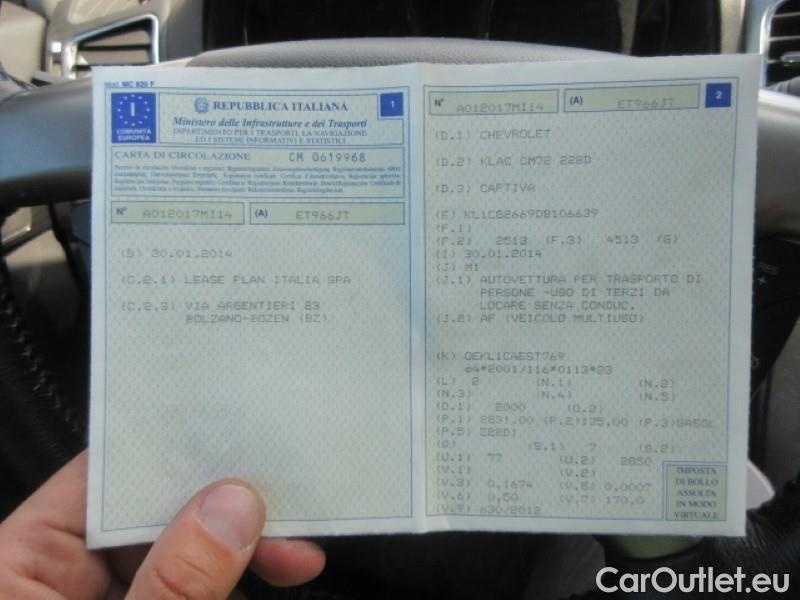 Mod. MC 820 F
I
COMUNITÀ
EUROPEA
REPUBBLICA ITALIANA
1
Ministero delle Infrastrutture e dei Trasporti
DIPARTIMENTO PER I TRASPORTI, LA NAVIGAZIONE
ED I SISTEMI INFORMATIVI E STATISTICI
CARTA DI CIRCOLAZIONE CM 0619968
N° A012017MI14 (A) ET966JT
(B) 30.01.2014
(C.2.1) LEASE PLAN ITALIA SPA
(C.2.3) VIA ARGENTIERI 23
BOLZANO-BOZEN (BZ)
N° A012017MI14 (A) ET966JT 2
(D.1) CHEVROLET
(D.2) KLAC CM72 228D
(D.3) CAPTIVA
(E) KL1CG2669DB106639
(F.1)
(F.2) 2513 (F.3) 4513 (G)
(I) 30.01.2014
(J) M1
(J.1) AUTOVETTURA PER TRASPORTO DI
PERSONE -USO DI TERZI DA
LOCARE SENZA CONDUC.
(J.2) AF (VEICOLO MULTIUSO)
(K) OEKL1CAEST769
e4*2001/116*0113*23
(L) 2 (N.1) (N.2)
(N.3) (N.4) (N.5)
(O.1) 2000 (O.2)
(P.1) 2231,00 (P.2)135,00 (P.3)GASOL
(P.5) Z22D1
(Q) (S.1) 7 (S.2)
(U.1) 77 (U.2) 2850
(V.1) (V.2)
(V.3) 0,1674 (V.5) 0,0007
(V.6) 0,50 (V.7) 170,0
(V.9) 630/2012
IMPOSTA
DI BOLLO
ASSOLTA
IN MODO
VIRTUALE
RES
CarOutlet.eu